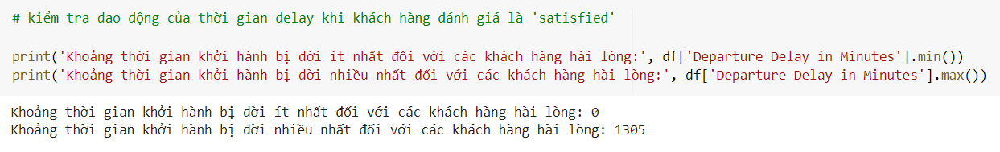 # kiểm tra dao động của thời gian delay khi khách hàng đánh giá là 'satisfied'
print('Khoảng thời gian khởi hành bị dời ít nhất đối với các khách hàng hài lòng:', df['Departure Delay in Minutes'].min())
print('Khoảng thời gian khởi hành bị dời nhiều nhất đối với các khách hàng hài lòng:', df['Departure Delay in Minutes'].max())
Khoảng thời gian khởi hành bị dời ít nhất đối với các khách hàng hài lòng: 0
Khoảng thời gian khởi hành bị dời nhiều nhất đối với các khách hàng hài lòng: 1305